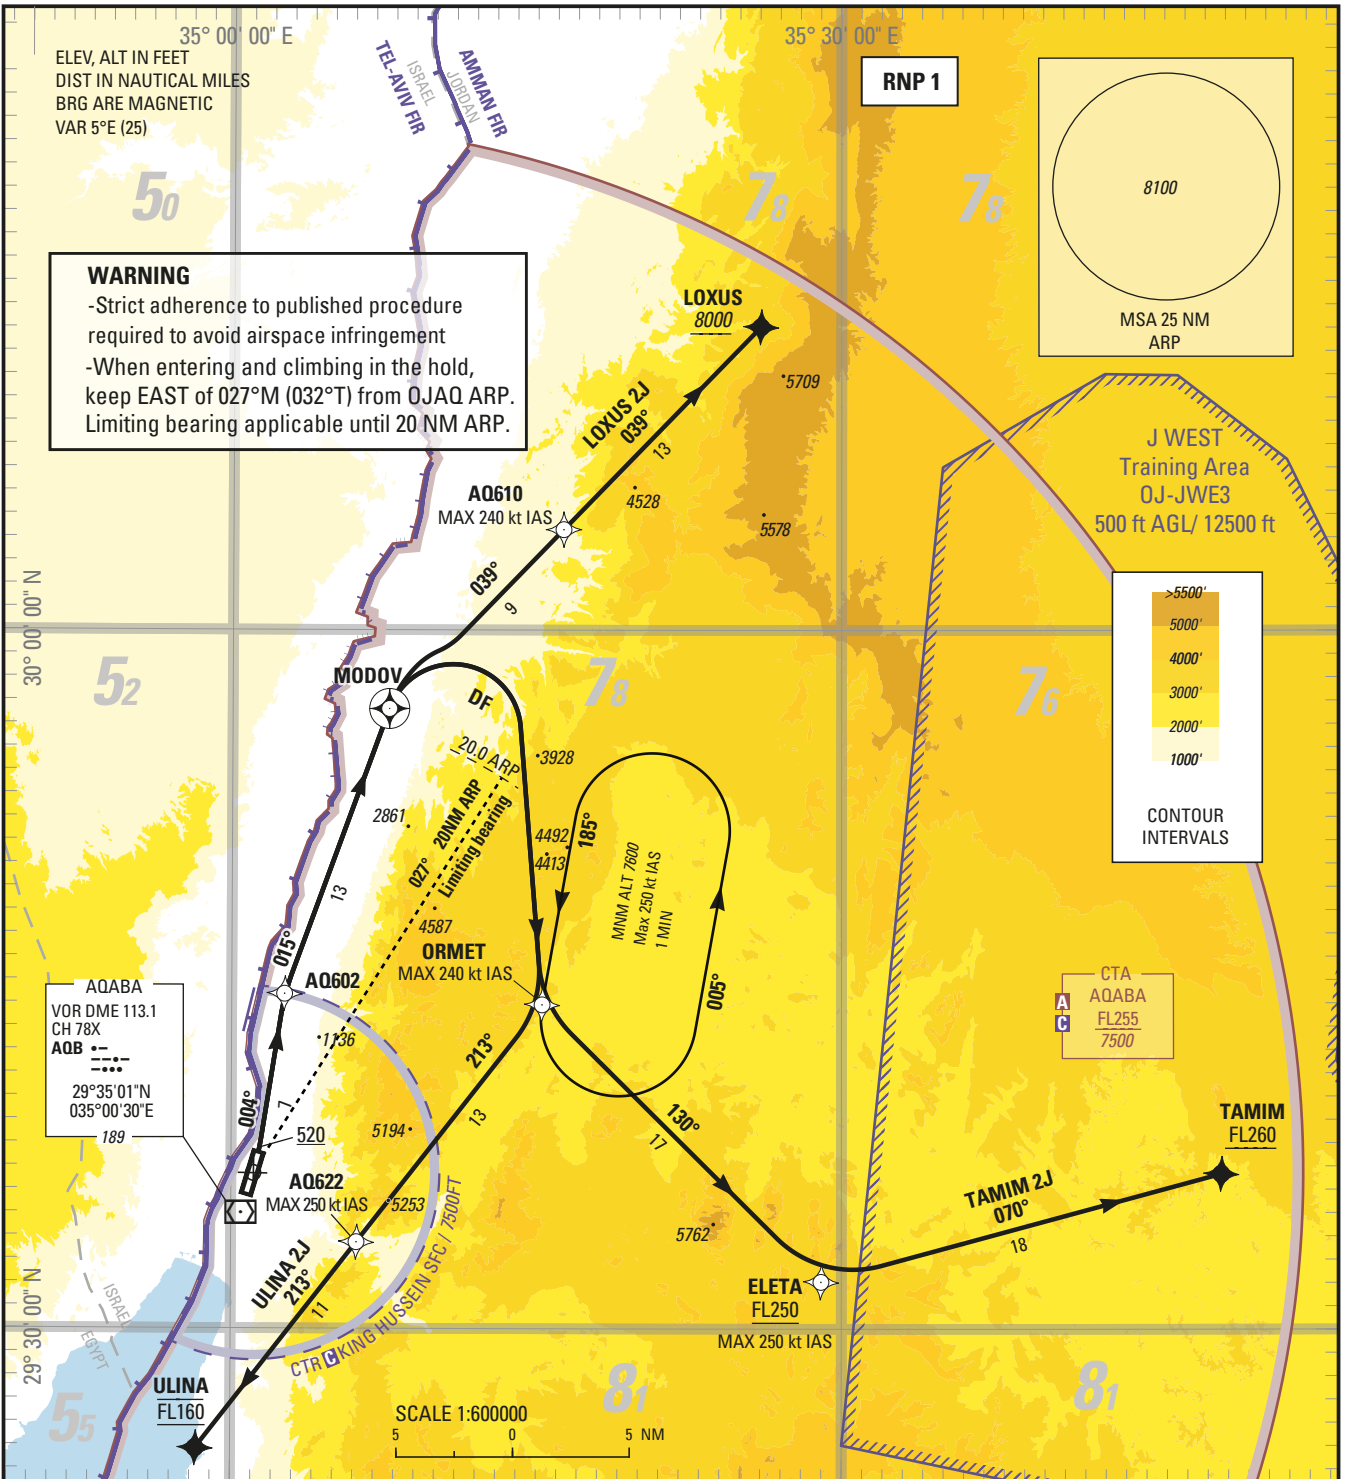 35° 00' 00" E
35° 30' 00" E
ELEV, ALT IN FEET
DIST IN NAUTICAL MILES
BRG ARE MAGNETIC
VAR 5°E (25)
TEL-AVIV FIR
ISRAEL
JORDAN
AMMAN FIR
RNP 1
8100
MSA 25 NM
ARP
50
78
78
WARNING
-Strict adherence to published procedure
required to avoid airspace infringement
-When entering and climbing in the hold,
keep EAST of 027°M (032°T) from OJAQ ARP.
Limiting bearing applicable until 20 NM ARP.
LOXUS
8000
5709
LOXUS 2J
039°
13
J WEST
Training Area
OJ-JWE3
500 ft AGL/ 12500 ft
AQ610
MAX 240 kt IAS
4528
5578
039°
9
30° 00' 00" N
>5500'
5000'
4000'
3000'
2000'
1000'
CONTOUR
INTERVALS
52
MODOV
78
76
DF
20.0 ARP
3928
2861
027° 20NM ARP
Limiting bearing
4492
4413
185°
MNM ALT 7600
Max 250 kt IAS
1 MIN
005°
13
4587
ORMET
MAX 240 kt IAS
015°
AQ602
AQABA
VOR DME 113.1
CH 78X
AQB
29°35'01"N
035°00'30"E
189
CTA
AQABA
A
C
FL255
7500
1136
213°
13
004°
7
5194
520
130°
17
TAMIM
FL260
AQ622
MAX 250 kt IAS
5253
TAMIM 2J
070°
18
5762
ULINA 2J
213°
11
ELETA
FL250
MAX 250 kt IAS
29° 30' 00" N
ISRAEL
EGYPT
CTR C KING HUSSEIN SFC / 7500FT
ULINA
FL160
55
81
81
SCALE 1:600000
5 0 5 NM